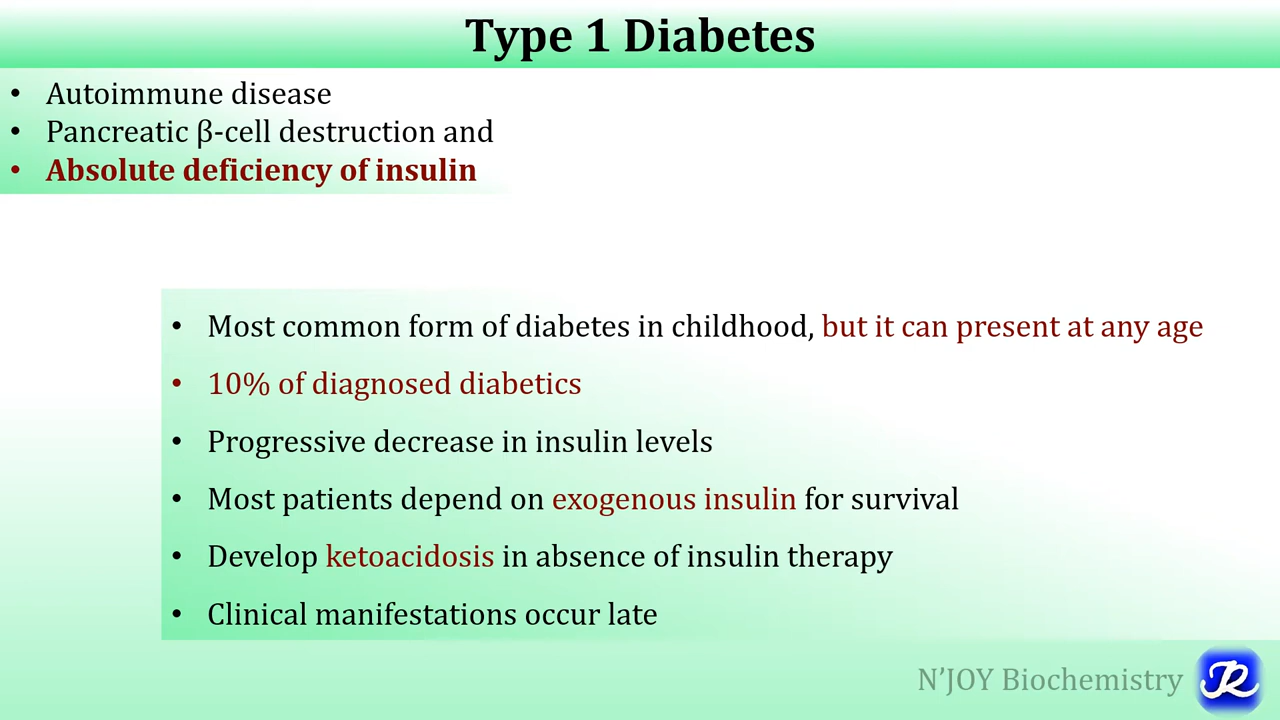 Type 1 Diabetes
• Autoimmune disease
• Pancreatic β-cell destruction and
• Absolute deficiency of insulin
• Most common form of diabetes in childhood, but it can present at any age
• 10% of diagnosed diabetics
• Progressive decrease in insulin levels
• Most patients depend on exogenous insulin for survival
• Develop ketoacidosis in absence of insulin therapy
• Clinical manifestations occur late
N’JOY Biochemistry